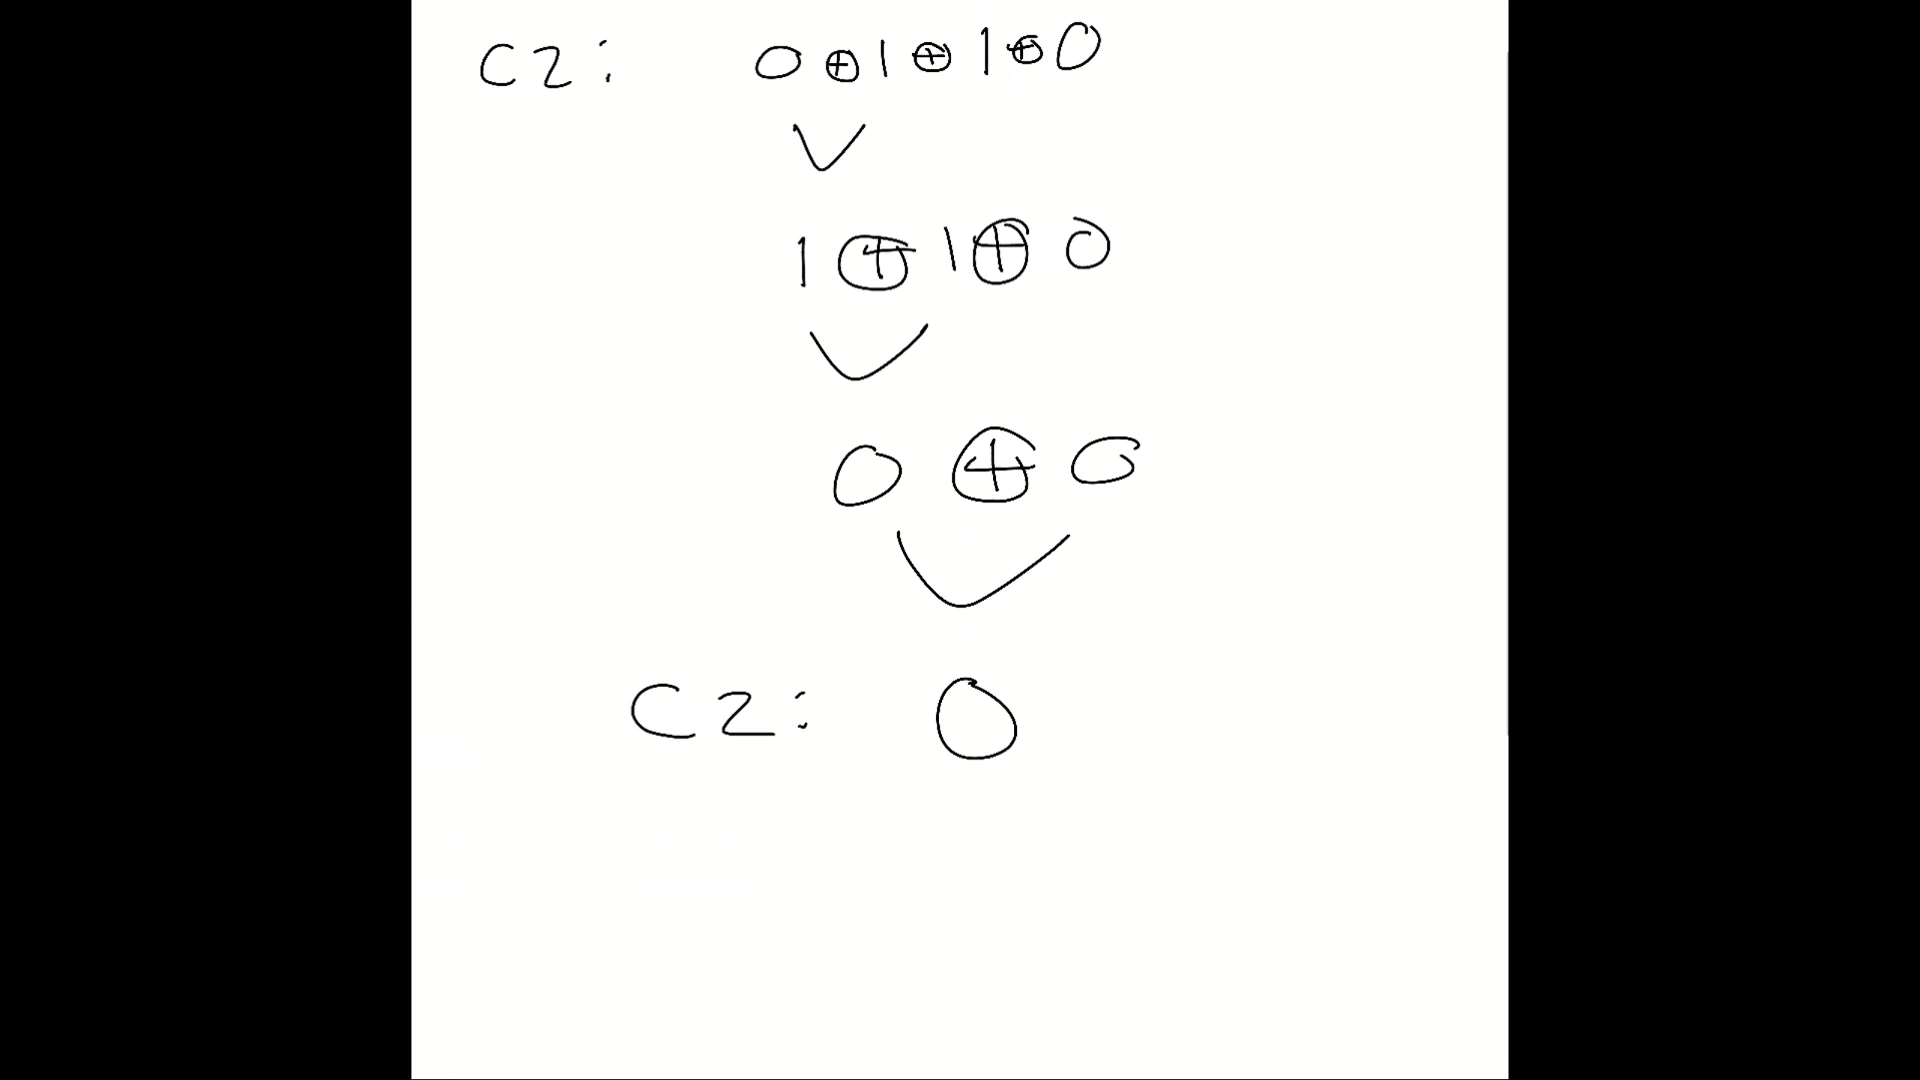 C2: 0 ⊕ 1 ⊕ 1 ⊕ 0
1 ⊕ 1 ⊕ 0
0 ⊕ 0
C2: 0